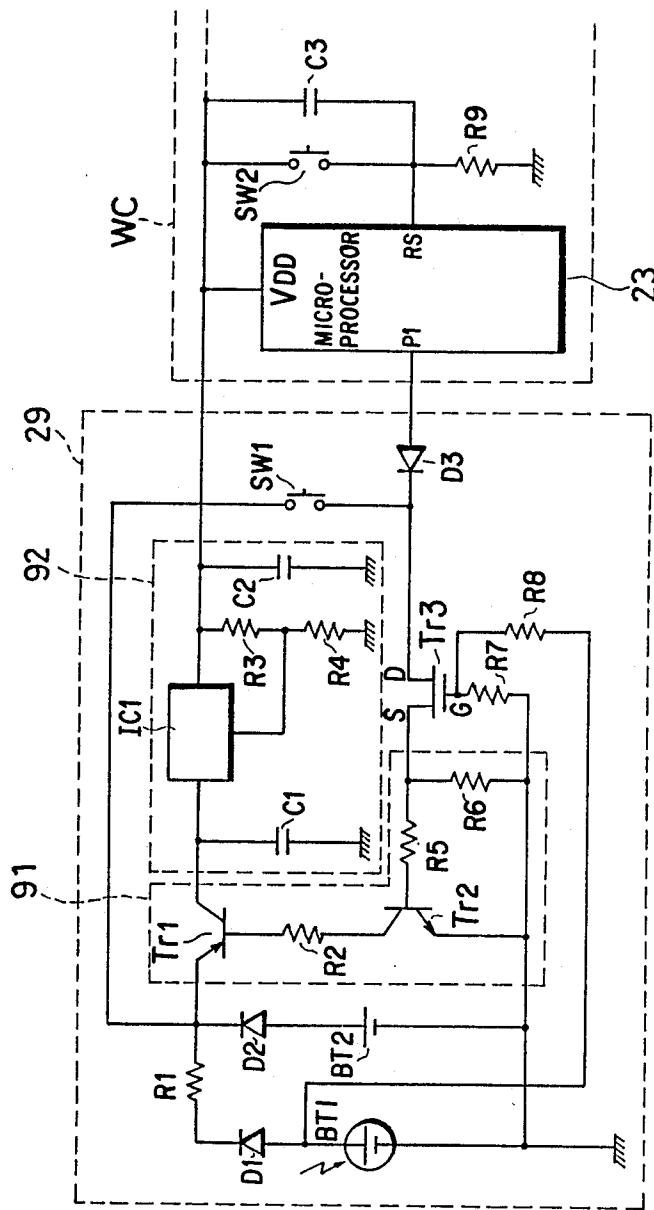 29
WC
91
92
SW1
SW2
C3
Tr1
IC1
VDD
MICRO-
PROCESSOR
P1
RS
R9
23
R1
D1
D2
BT1
BT2
R2
C1
R3
R4
C2
D3
Tr2
R5
R6
S
D
G
Tr3
R7
R8